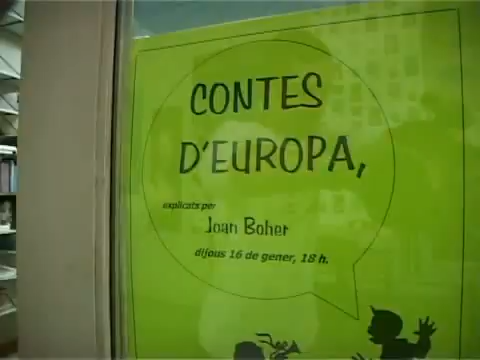 CONTES
D'EUROPA,
explicats per
Joan Boher
dijous 16 de gener, 18 h.